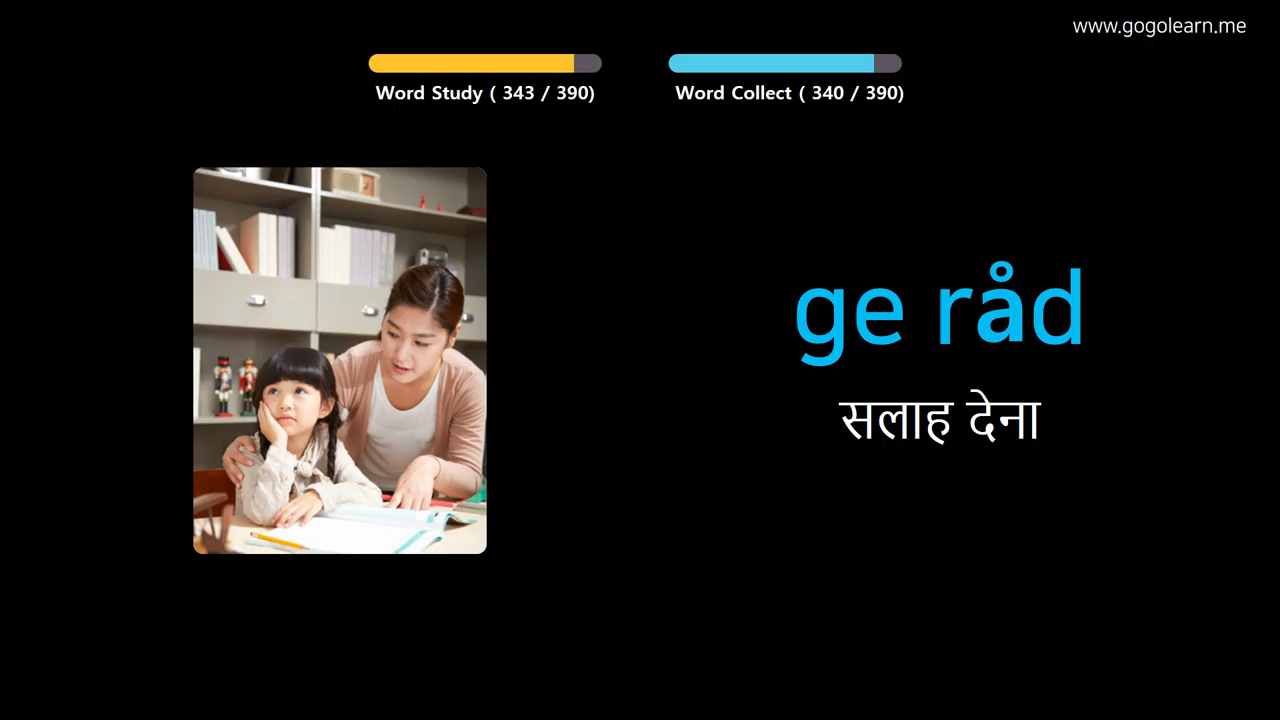 www.gogolearn.me
Word Study ( 343 / 390)
Word Collect ( 340 / 390)
ge råd
सलाह देना